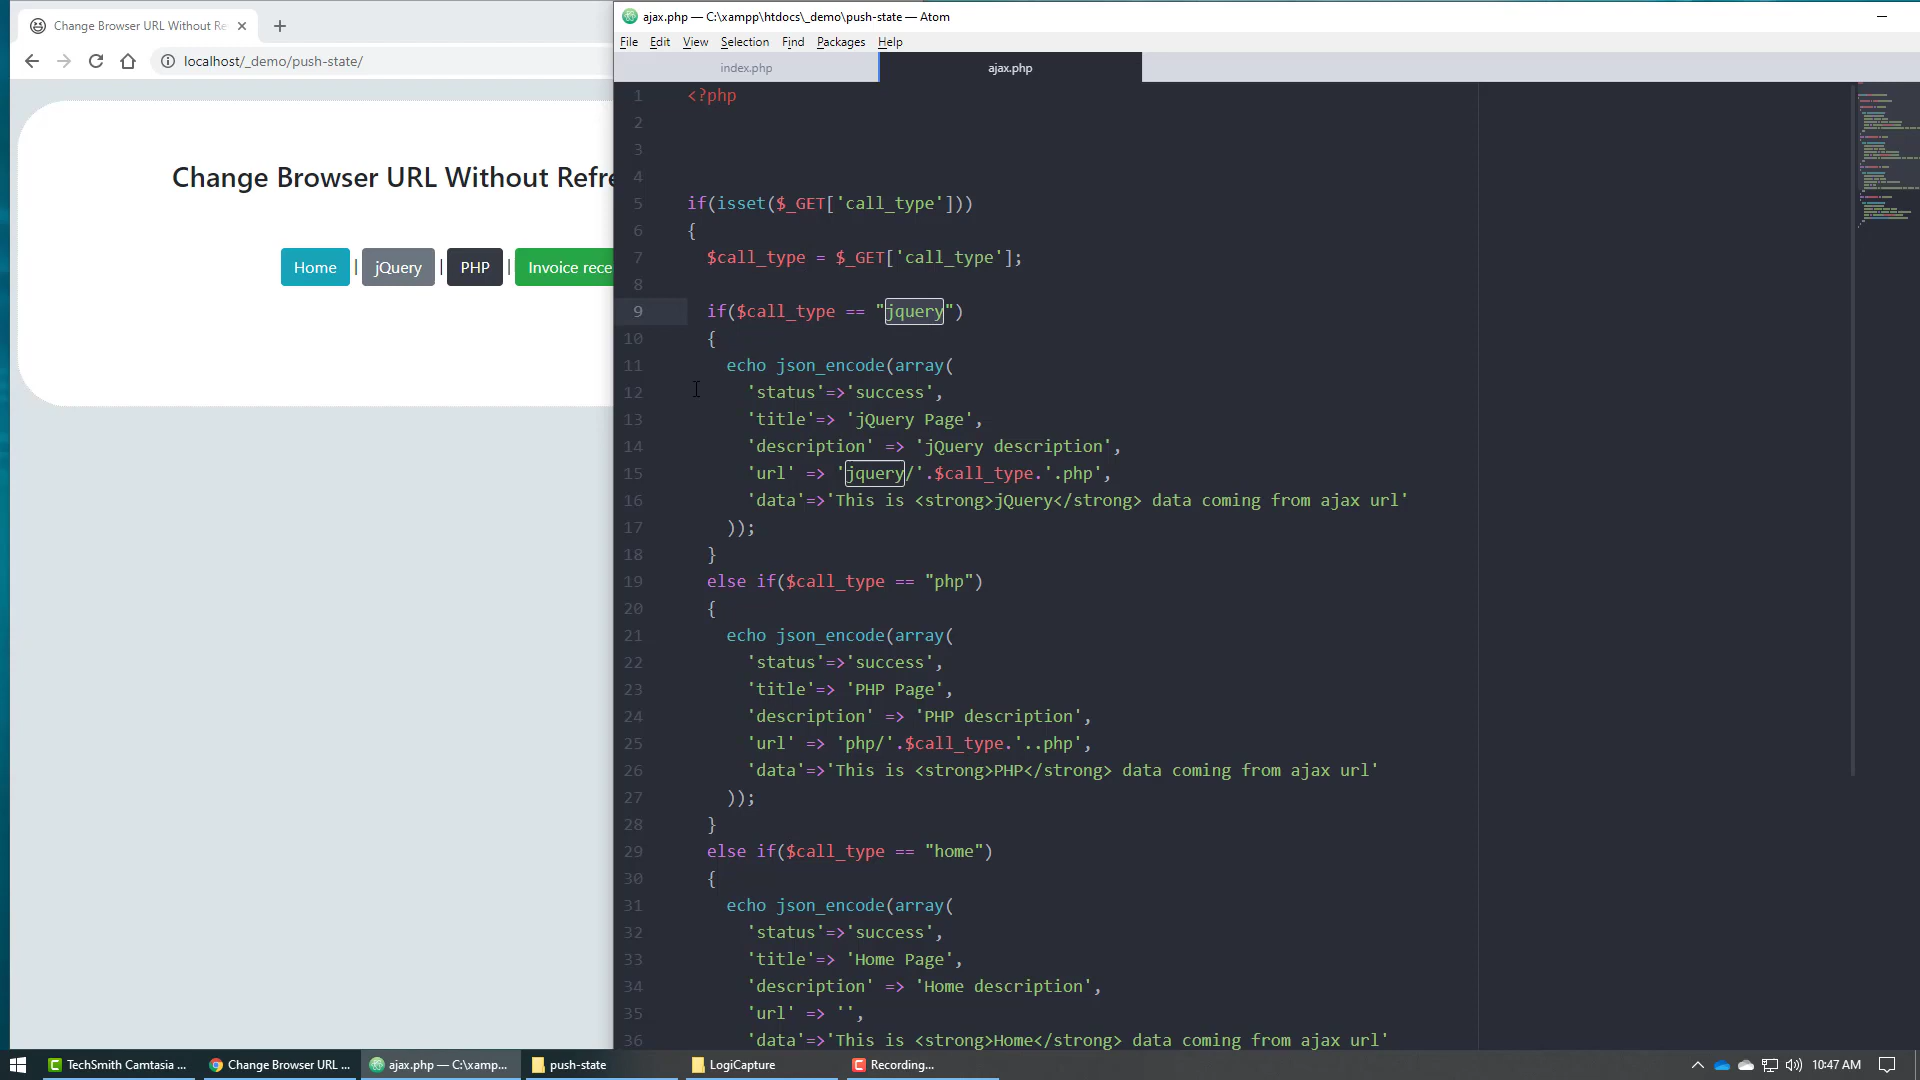 Change Browser URL Without Re
localhost/_demo/push-state/
Change Browser URL Without Refre
Home | jQuery | PHP | Invoice rece
ajax.php — C:\xampp\htdocs\_demo\push-state — Atom
File Edit View Selection Find Packages Help
index.php ajax.php
1 <?php
2
3
4
5 if(isset($_GET['call_type']))
6 {
7 $call_type = $_GET['call_type'];
8
9 if($call_type == "jquery")
10 {
11 echo json_encode(array(
12 'status'=>'success',
13 'title'=> 'jQuery Page',
14 'description' => 'jQuery description',
15 'url' => 'jquery/'.$call_type.'.php',
16 'data'=>'This is <strong>jQuery</strong> data coming from ajax url'
17 ));
18 }
19 else if($call_type == "php")
20 {
21 echo json_encode(array(
22 'status'=>'success',
23 'title'=> 'PHP Page',
24 'description' => 'PHP description',
25 'url' => 'php/'.$call_type.'..php',
26 'data'=>'This is <strong>PHP</strong> data coming from ajax url'
27 ));
28 }
29 else if($call_type == "home")
30 {
31 echo json_encode(array(
32 'status'=>'success',
33 'title'=> 'Home Page',
34 'description' => 'Home description',
35 'url' => '',
36 'data'=>'This is <strong>Home</strong> data coming from ajax url'
TechSmith Camtasia ... Change Browser URL ... ajax.php — C:\xamp... push-state LogiCapture Recording... 10:47 AM